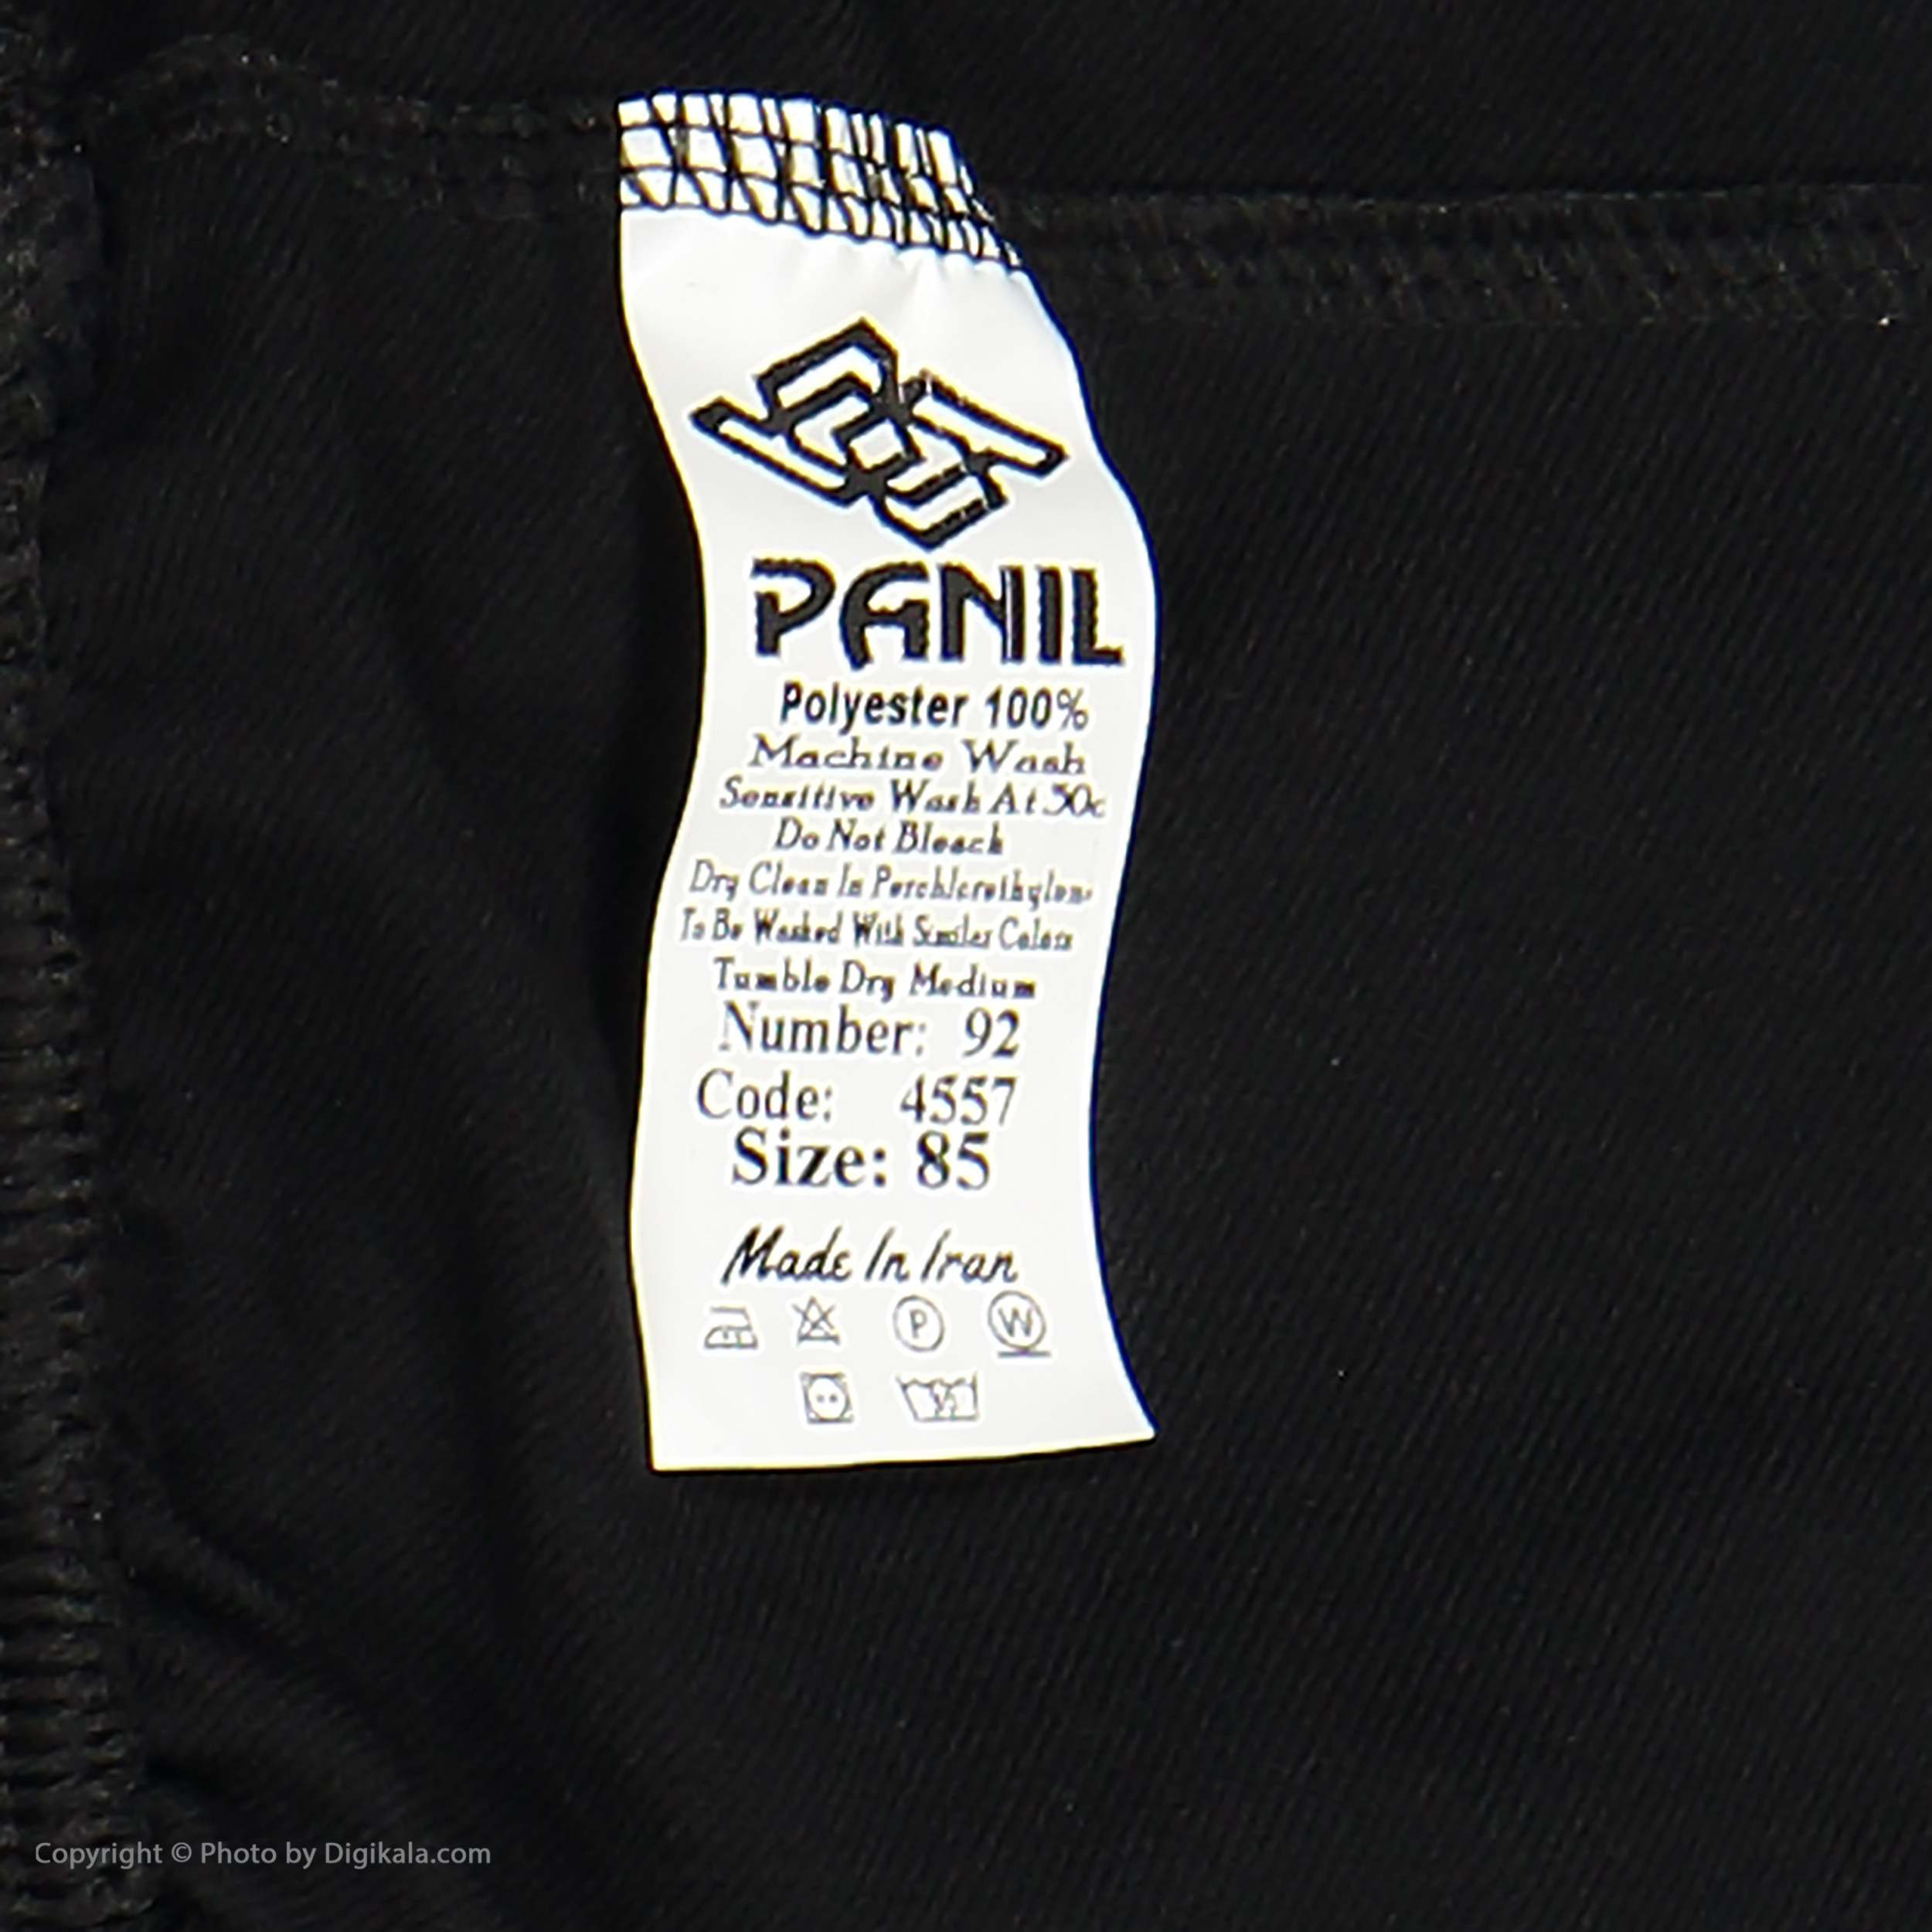 PANIL
Polyester 100%
Machine Wash
Sensitive Wash At 30c
Do Not Bleach
Dry Clean In Perchlorethylene
To Be Washed With Similer Colors
Tumble Dry Medium
Number: 92
Code: 4557
Size: 85
Made In Iran
P W
Copyright © Photo by Digikala.com